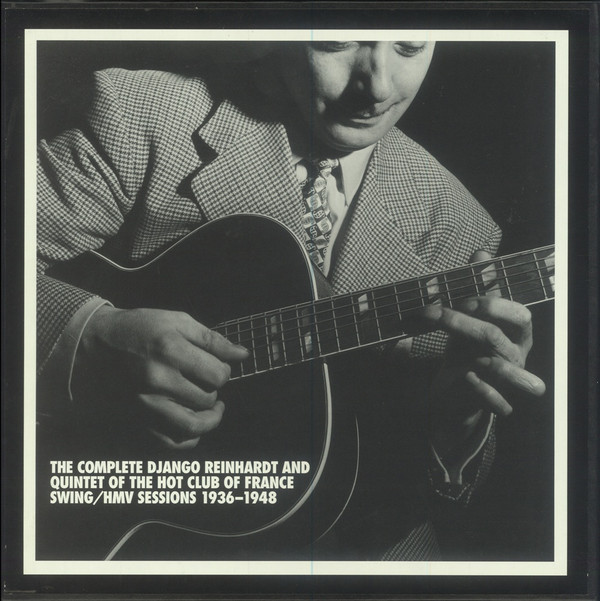 THE COMPLETE DJANGO REINHARDT AND
QUINTET OF THE HOT CLUB OF FRANCE
SWING/HMV SESSIONS 1936–1948